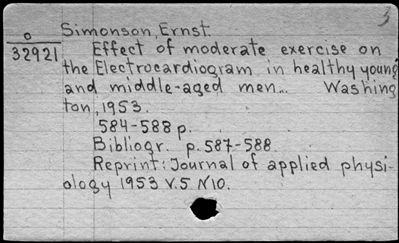 3
Simonson, Ernst.
o
32921
Effect of moderate exercise on
the Electrocardiogram in healthy young
and middle-aged men... Washing
ton, 1953.
584-588 p.
Bibliogr. p. 587-588.
Reprint: Journal of applied physi-
ology 1953 V.5 N10.